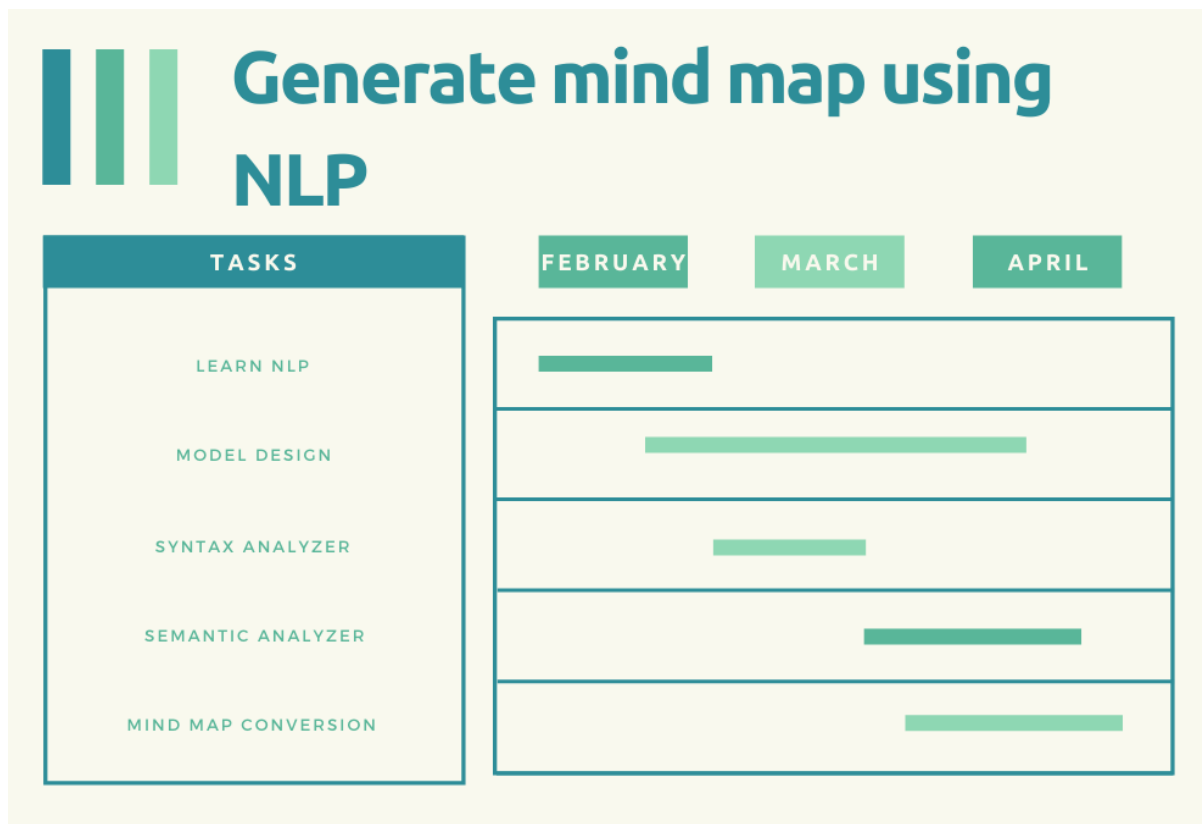 Generate mind map using
NLP
TASKS
FEBRUARY
MARCH
APRIL
LEARN NLP
MODEL DESIGN
SYNTAX ANALYZER
SEMANTIC ANALYZER
MIND MAP CONVERSION